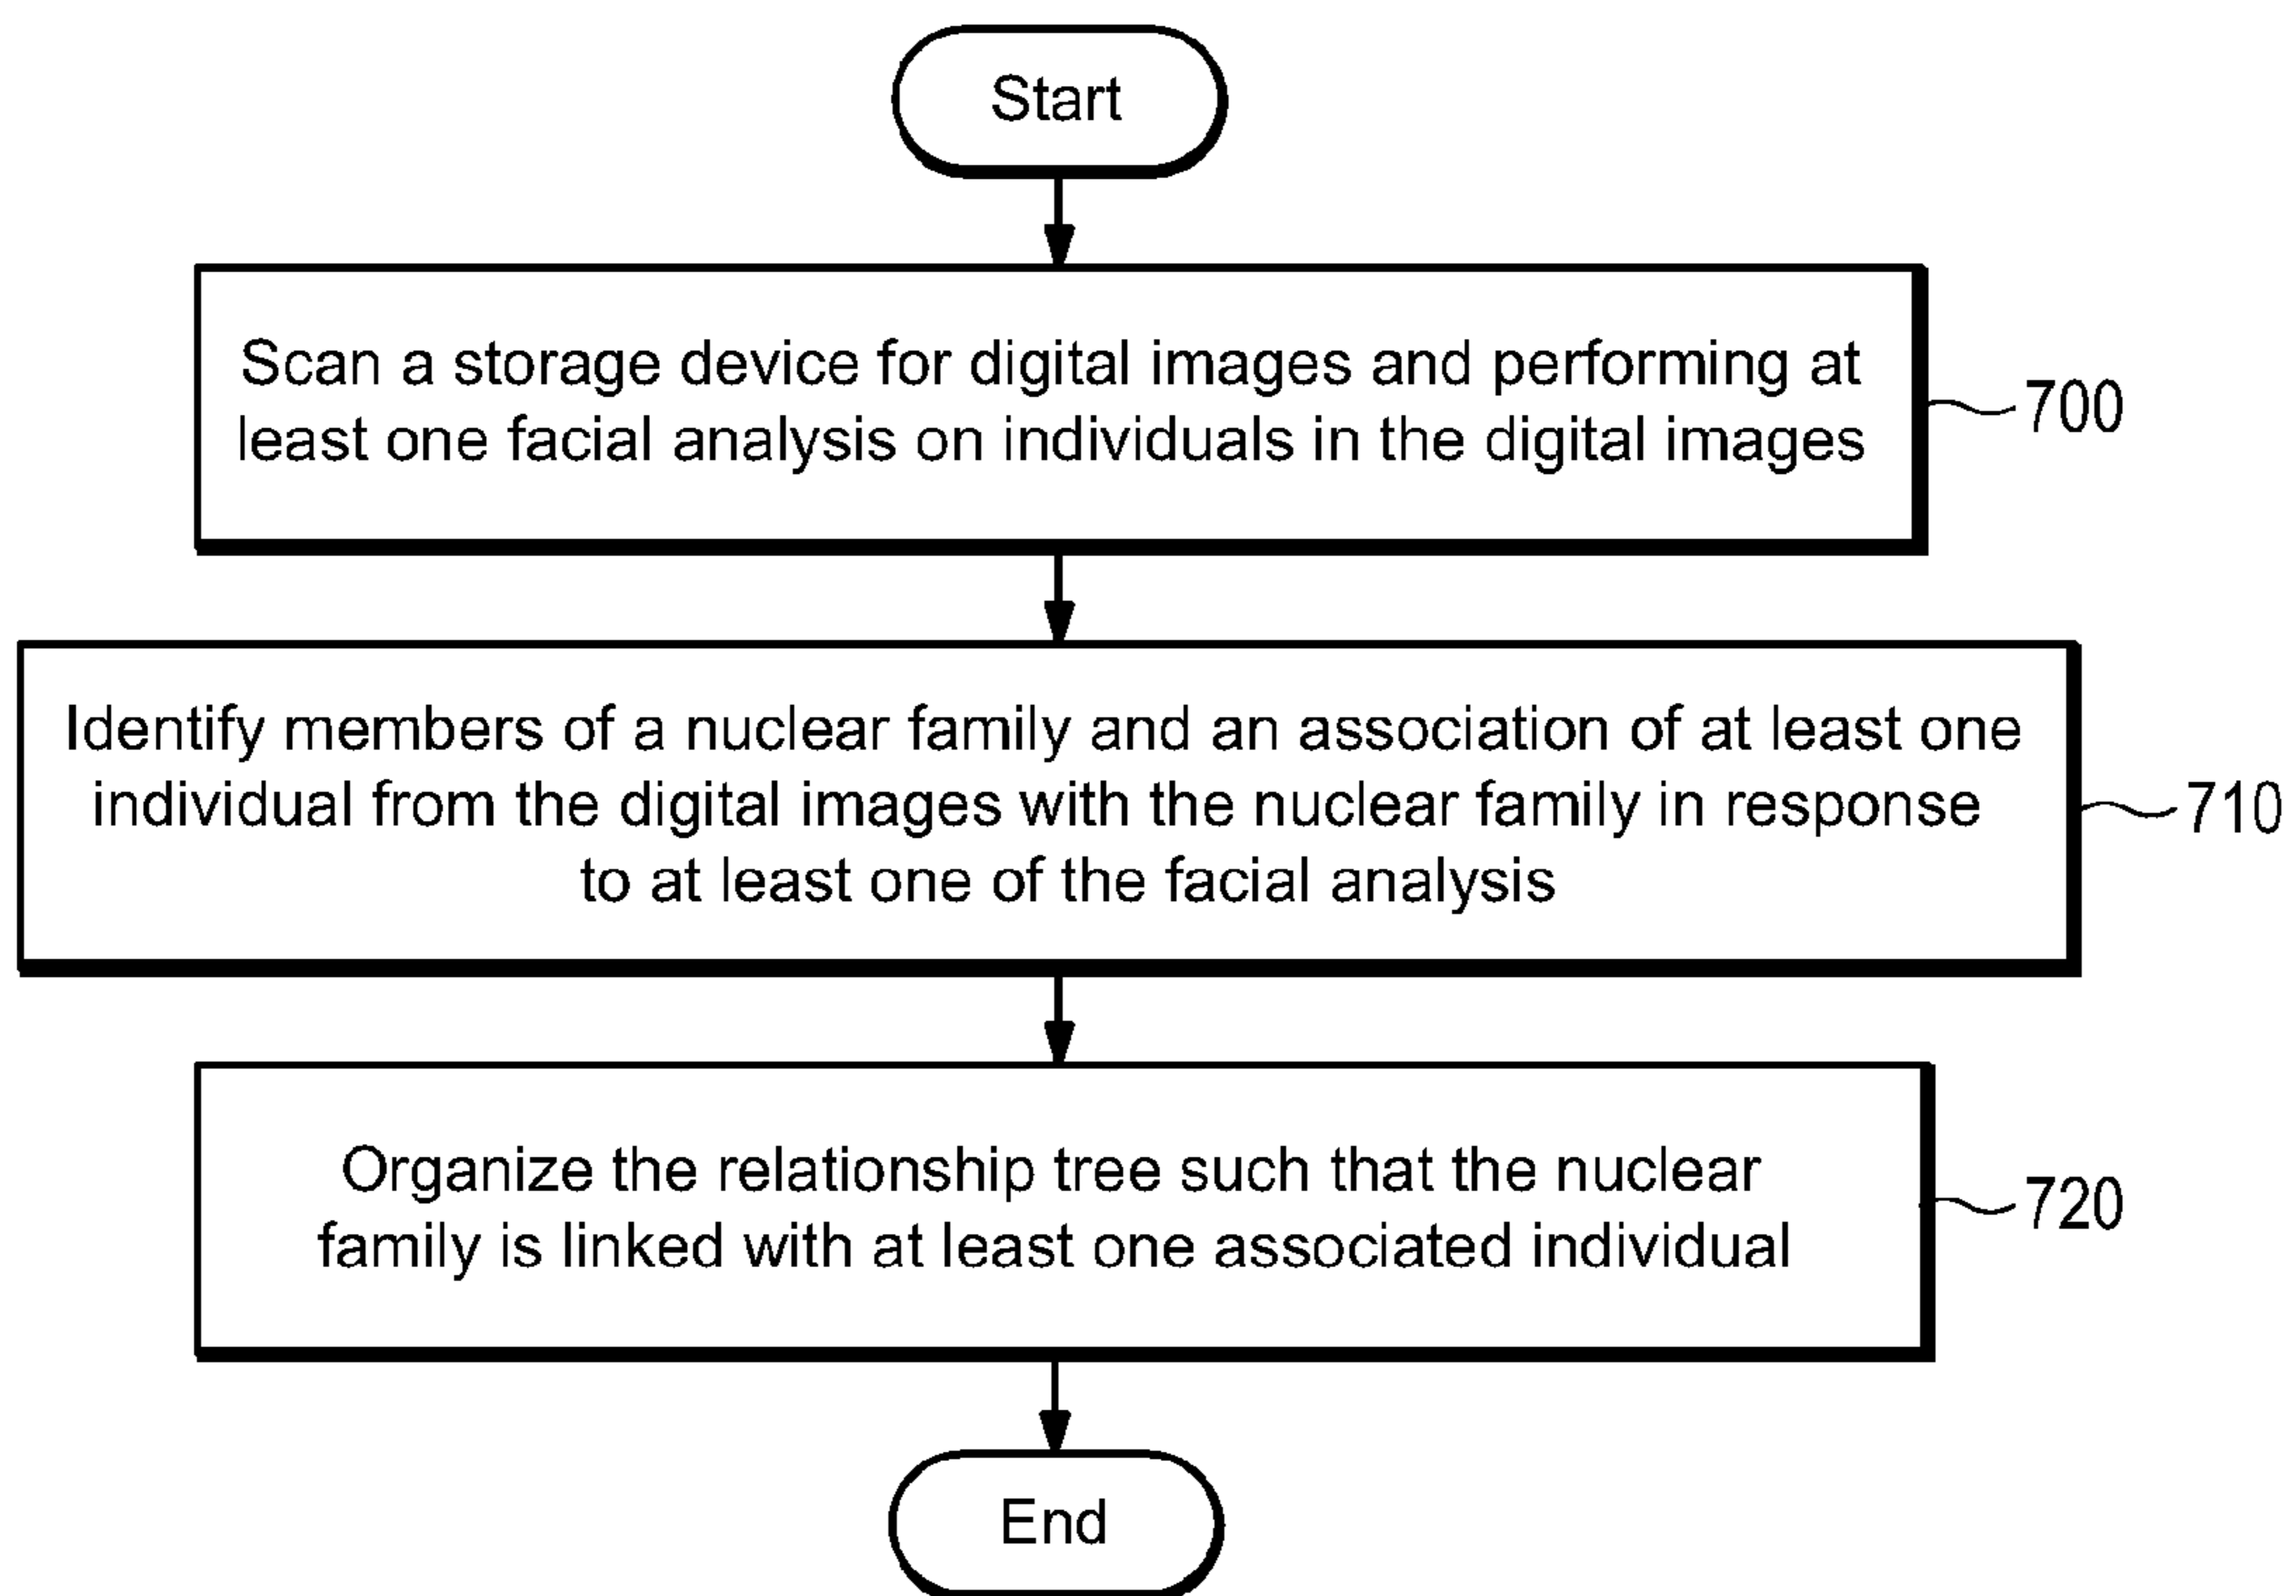 Start
Scan a storage device for digital images and performing at
least one facial analysis on individuals in the digital images
700
Identify members of a nuclear family and an association of at least one
individual from the digital images with the nuclear family in response
to at least one of the facial analysis
710
Organize the relationship tree such that the nuclear
family is linked with at least one associated individual
720
End